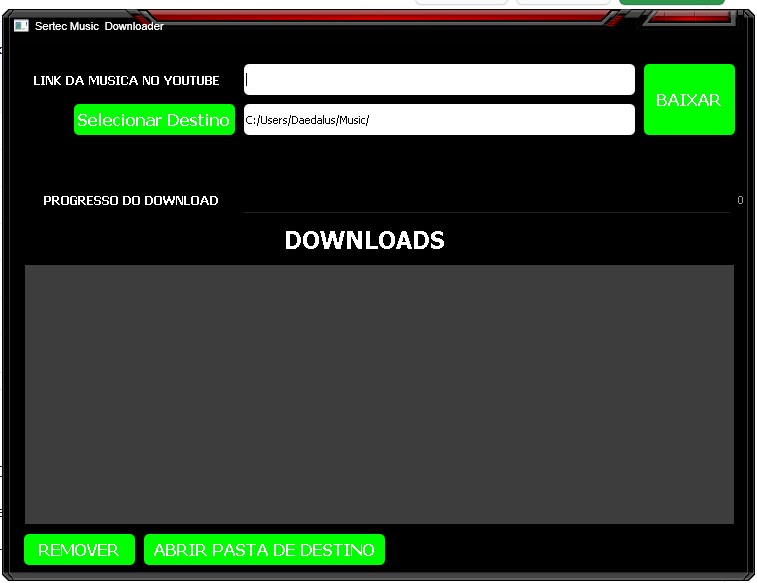 Sertec Music Downloader
LINK DA MUSICA NO YOUTUBE
BAIXAR
Selecionar Destino
C:/Users/Daedalus/Music/
PROGRESSO DO DOWNLOAD
0
DOWNLOADS
REMOVER
ABRIR PASTA DE DESTINO